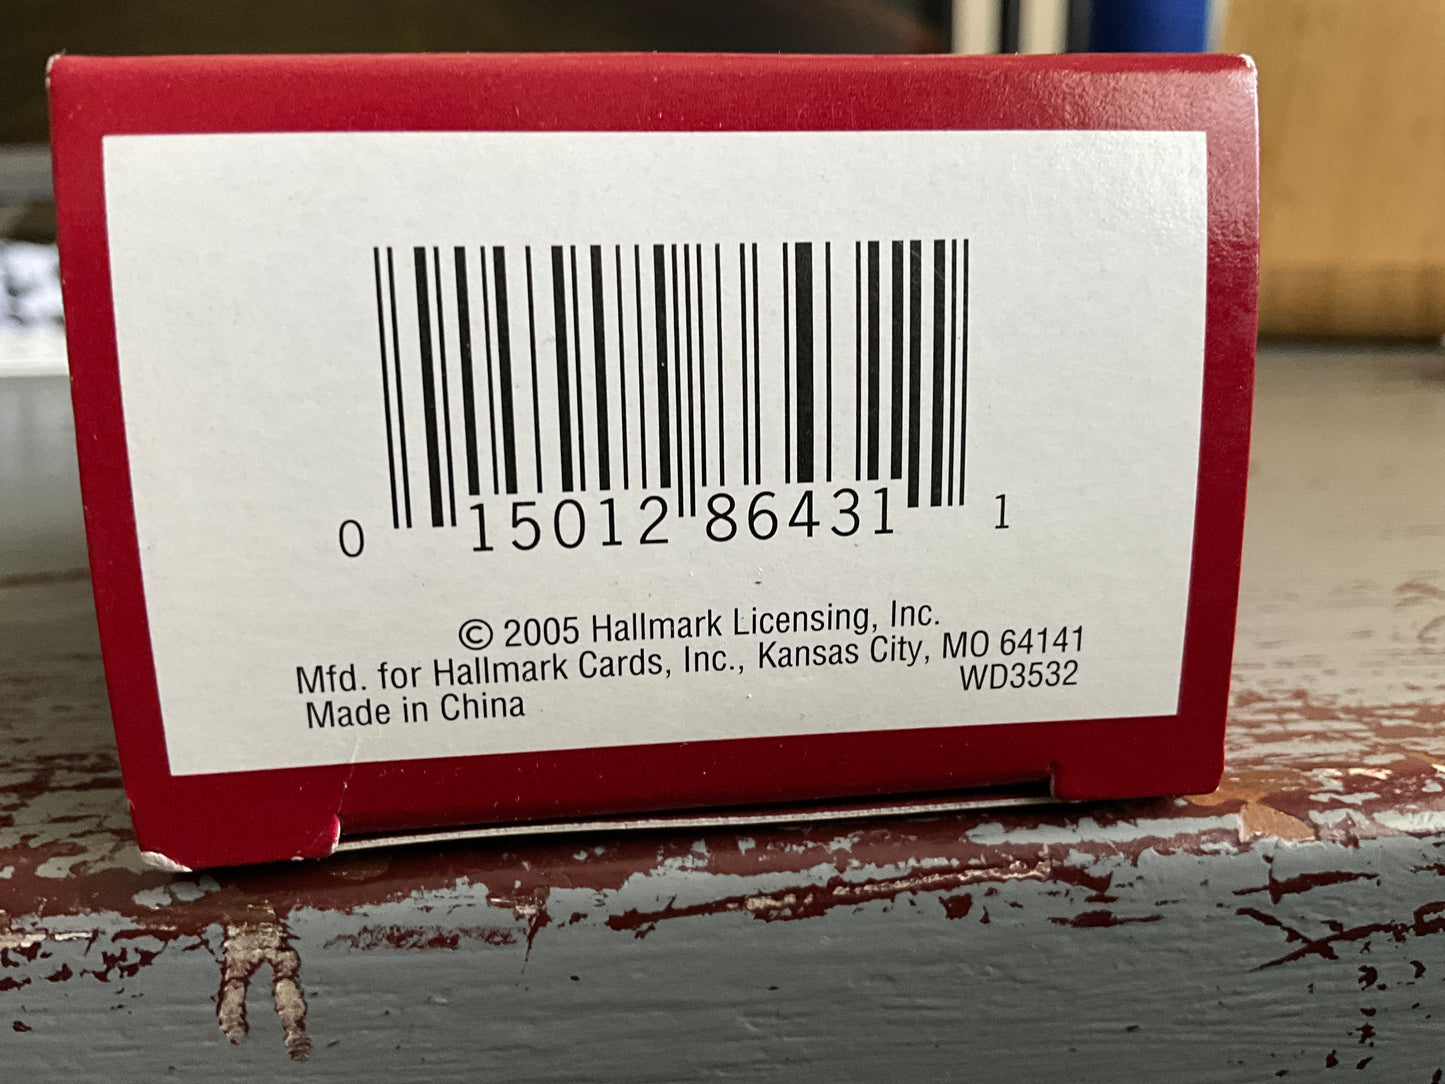 0 15012 86431 1
© 2005 Hallmark Licensing, Inc.
Mfd. for Hallmark Cards, Inc., Kansas City, MO 64141
Made in China WD3532